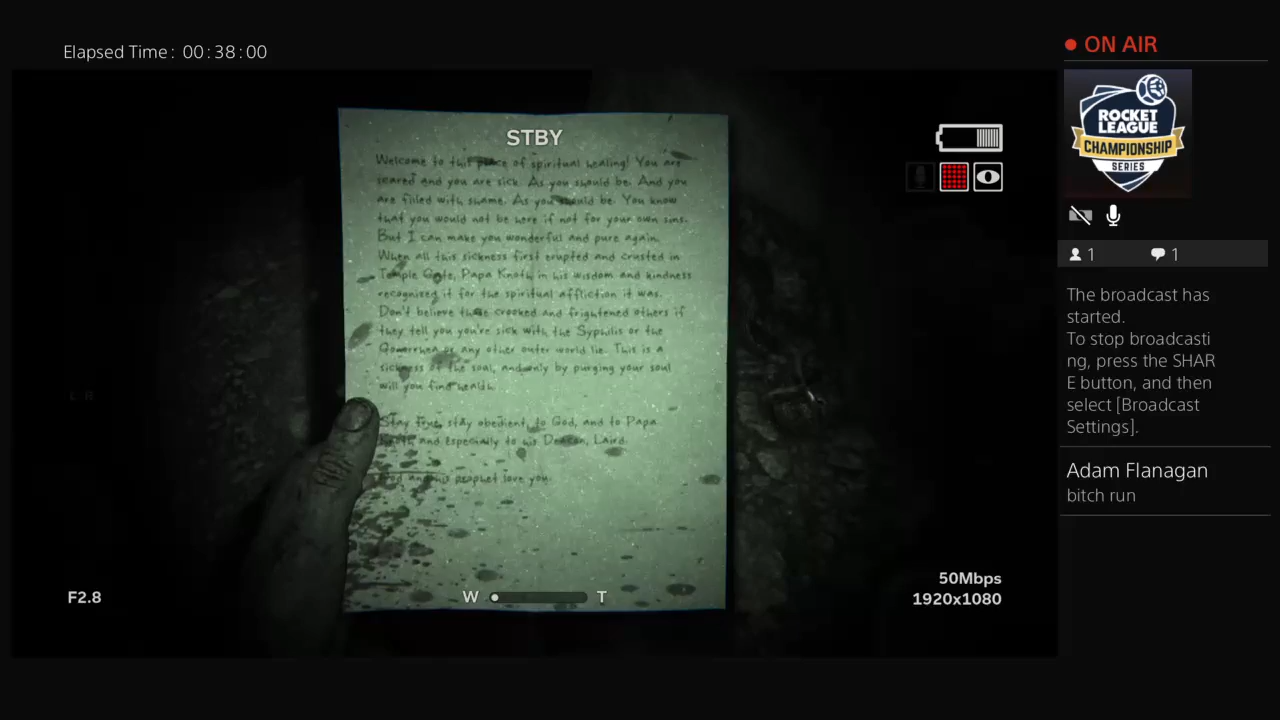 Elapsed Time: 00:38:00
ON AIR
ROCKET
LEAGUE
CHAMPIONSHIP
SERIES
1
1
The broadcast has
started.
To stop broadcasti
ng, press the SHAR
E button, and then
select [Broadcast
Settings].
Adam Flanagan
bitch run
STBY
Welcome to this place of spiritual healing! You are
scared and you are sick. As you should be. And you
are filled with shame. As you should be. You know
that you would not be here if not for your own sins.
But I can make you wonderful and pure again.
When all this sickness first erupted and crusted in
Temple Gate, Papa Knoth in his wisdom and kindness
recognized it for the spiritual affliction it was.
Don't believe those crooked and frightened others if
they tell you you're sick with the Syphilis or the
or any other outer world lie. This is a
sickness of the soul, and only by purging your soul
will you find health.
Stay true, stay obedient, to God, and to Papa
Knoth, and especially to his Deacon, Laird.
God and his prophet love you.
F2.8
W T
50Mbps
1920x1080